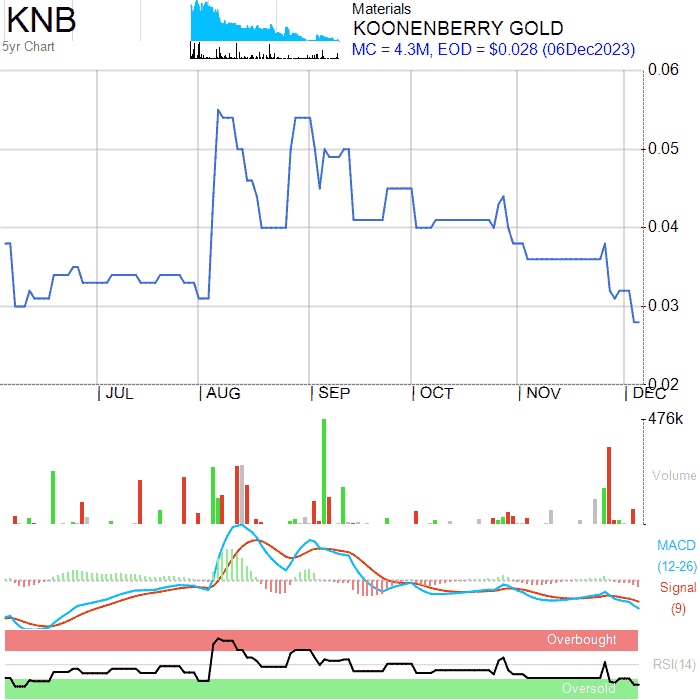 KNB
5yr Chart
Materials
KOONENBERRY GOLD
MC = 4.3M, EOD = $0.028 (06Dec2023)
0.06
0.05
0.04
0.03
0.02
JUL AUG SEP OCT NOV DEC
476k
Volume
MACD
(12-26)
Signal
(9)
Overbought
RSI(14)
Oversold